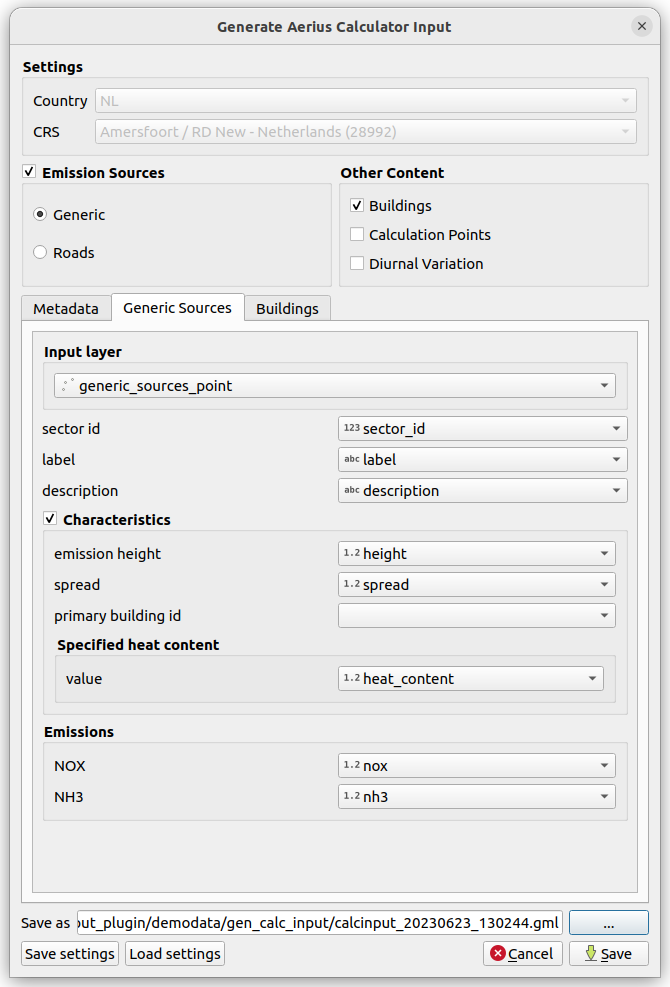 Generate Aerius Calculator Input
Settings
Country NL
CRS Amersfoort / RD New - Netherlands (28992)
Emission Sources
Generic
Roads
Other Content
Buildings
Calculation Points
Diurnal Variation
Metadata Generic Sources Buildings
Input layer
generic_sources_point
sector id 123 sector_id
label abc label
description abc description
Characteristics
emission height 1.2 height
spread 1.2 spread
primary building id
Specified heat content
value 1.2 heat_content
Emissions
NOX 1.2 nox
NH3 1.2 nh3
Save as out_plugin/demodata/gen_calc_input/calcinput_20230623_130244.gml ...
Save settings Load settings Cancel Save